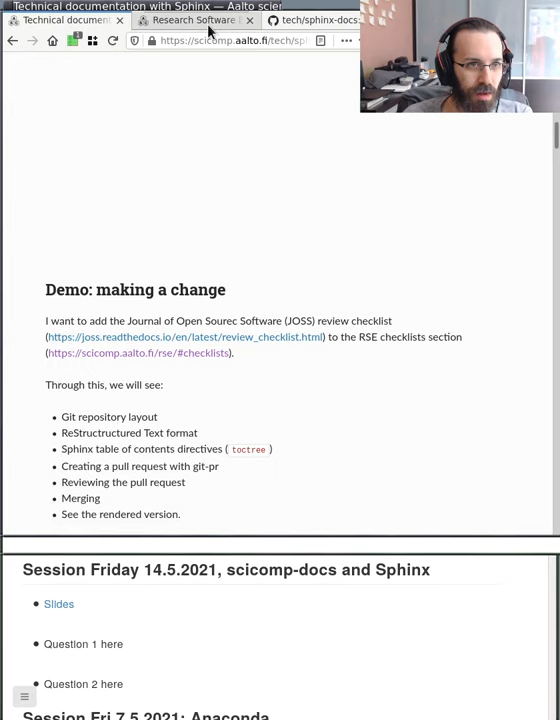 Technical documentation with Sphinx — Aalto scien
Technical document
Research Software E
tech/sphinx-docs:
1
https://scicomp.aalto.fi/tech/sph
Demo: making a change
I want to add the Journal of Open Sourec Software (JOSS) review checklist
(https://joss.readthedocs.io/en/latest/review_checklist.html) to the RSE checklists section
(https://scicomp.aalto.fi/rse/#checklists).
Through this, we will see:
• Git repository layout
• ReStructructured Text format
• Sphinx table of contents directives ( toctree )
• Creating a pull request with git-pr
• Reviewing the pull request
• Merging
• See the rendered version.
Session Friday 14.5.2021, scicomp-docs and Sphinx
• Slides
• Question 1 here
• Question 2 here
Session Fri 7.5.2021: Anaconda